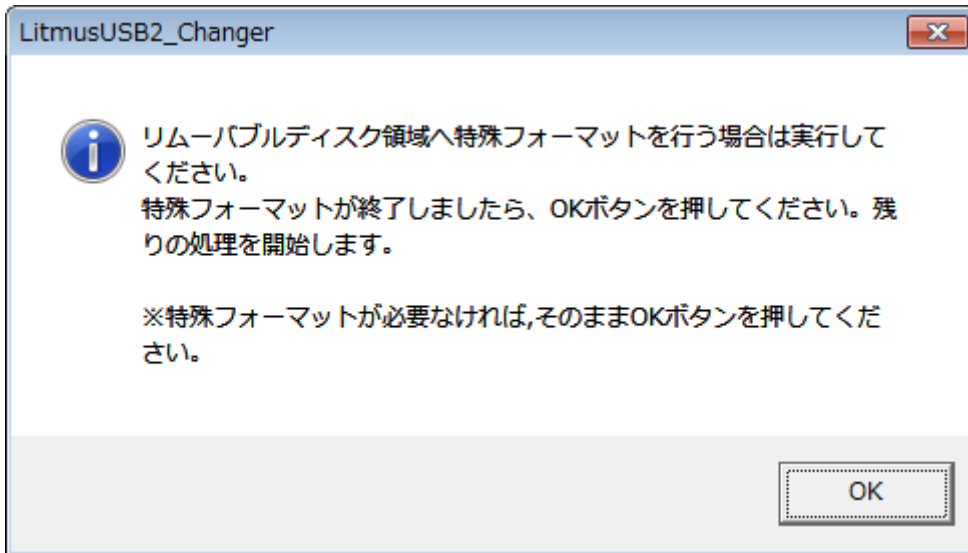 LitmusUSB2_Changer
リムーバブルディスク領域へ特殊フォーマットを行う場合は実行して
ください。
特殊フォーマットが終了しましたら、OKボタンを押してください。残
りの処理を開始します。
※特殊フォーマットが必要なければ,そのままOKボタンを押してくだ
さい。
OK